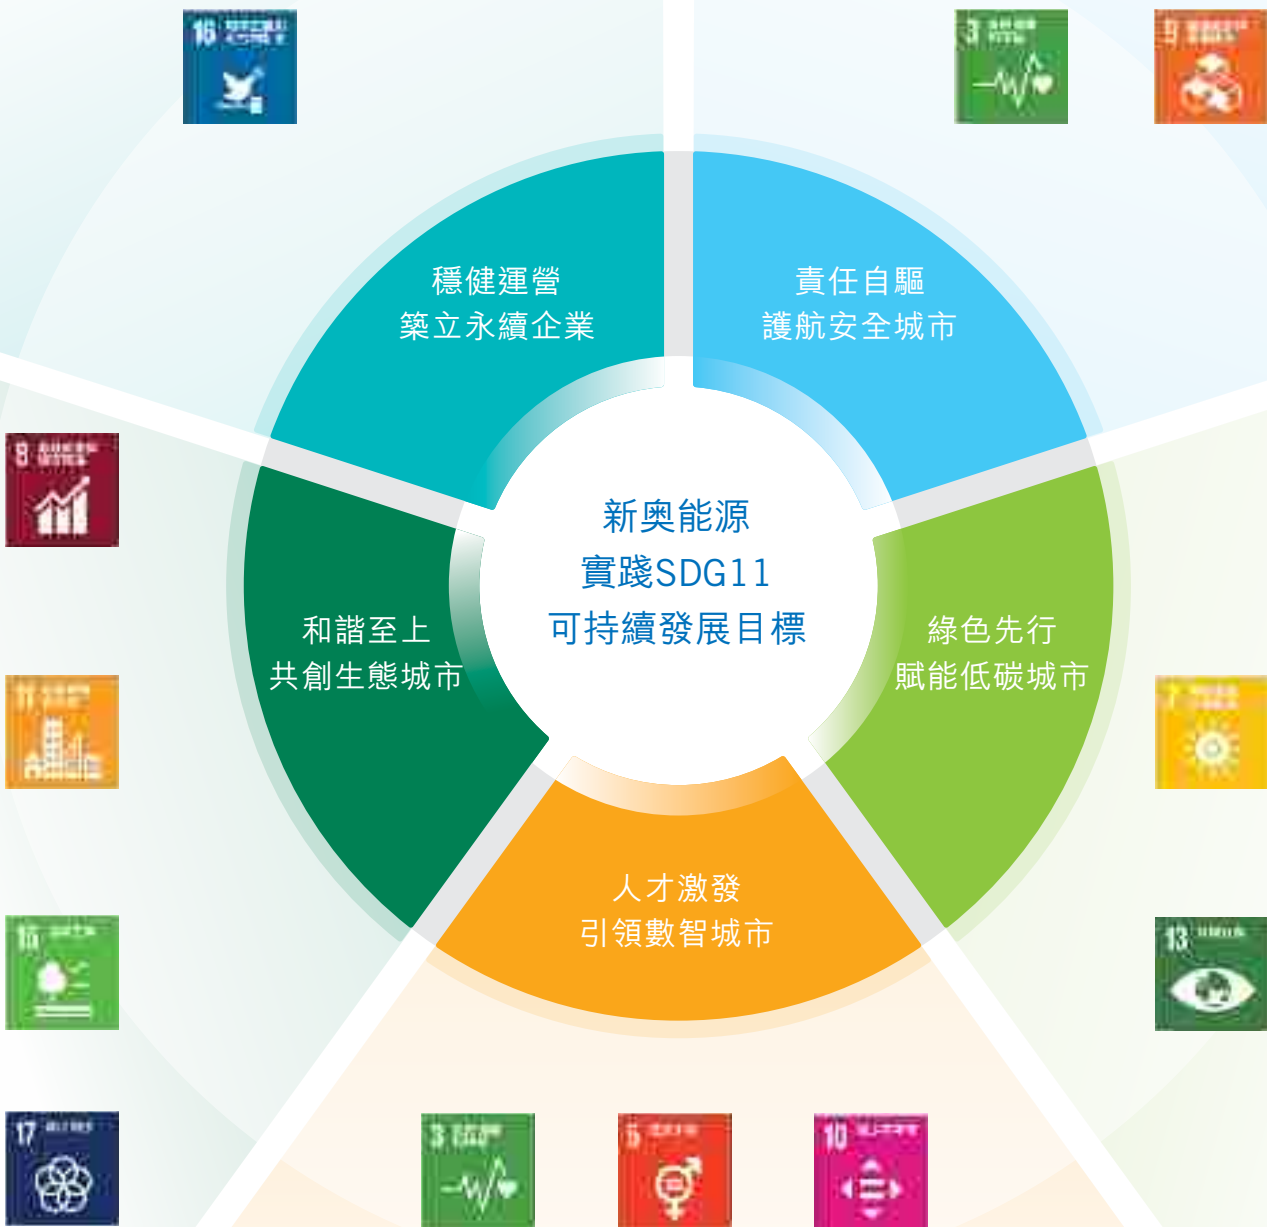 16
3
9
穩健運營
築立永續企業
責任自驅
護航安全城市
8
新奧能源
實踐SDG11
可持續發展目標
和諧至上
共創生態城市
綠色先行
賦能低碳城市
11
7
人才激發
引領數智城市
15
13
17
3
5
10